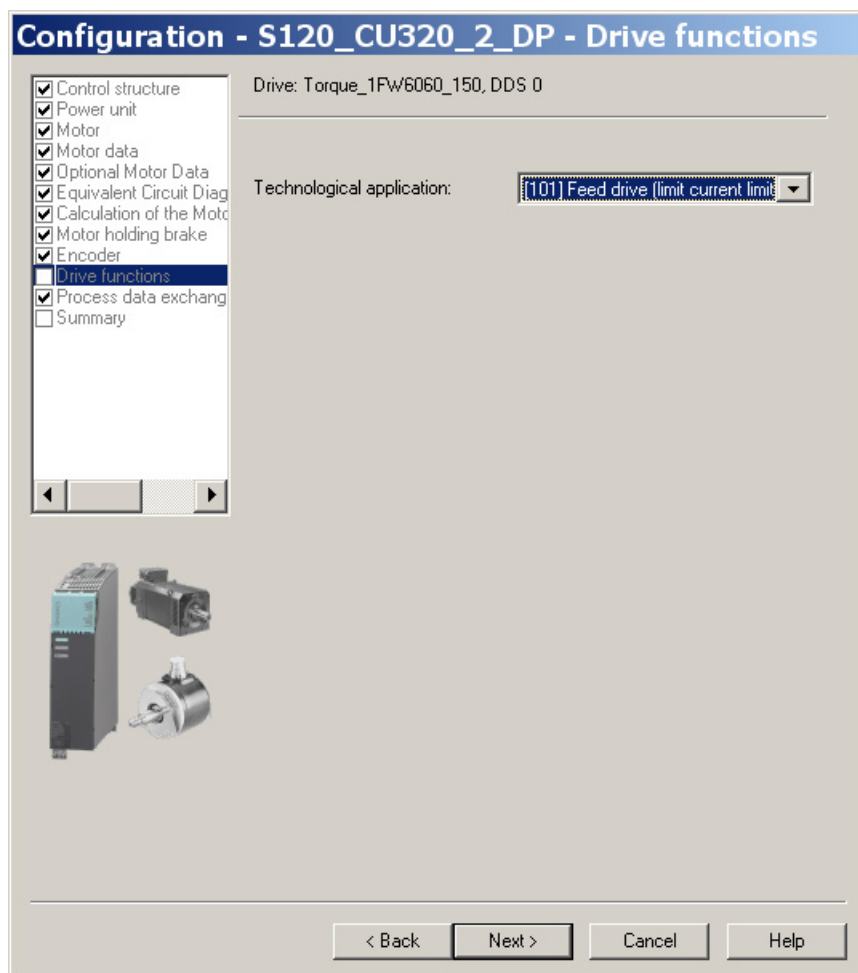 Configuration - S120_CU320_2_DP - Drive functions
Drive: Torque_1FW6060_150, DDS 0
Control structure
Power unit
Motor
Motor data
Optional Motor Data
Equivalent Circuit Diag
Calculation of the Moto
Motor holding brake
Encoder
Drive functions
Process data exchang
Summary
Technological application:
[101] Feed drive (limit current limit
< Back
Next >
Cancel
Help